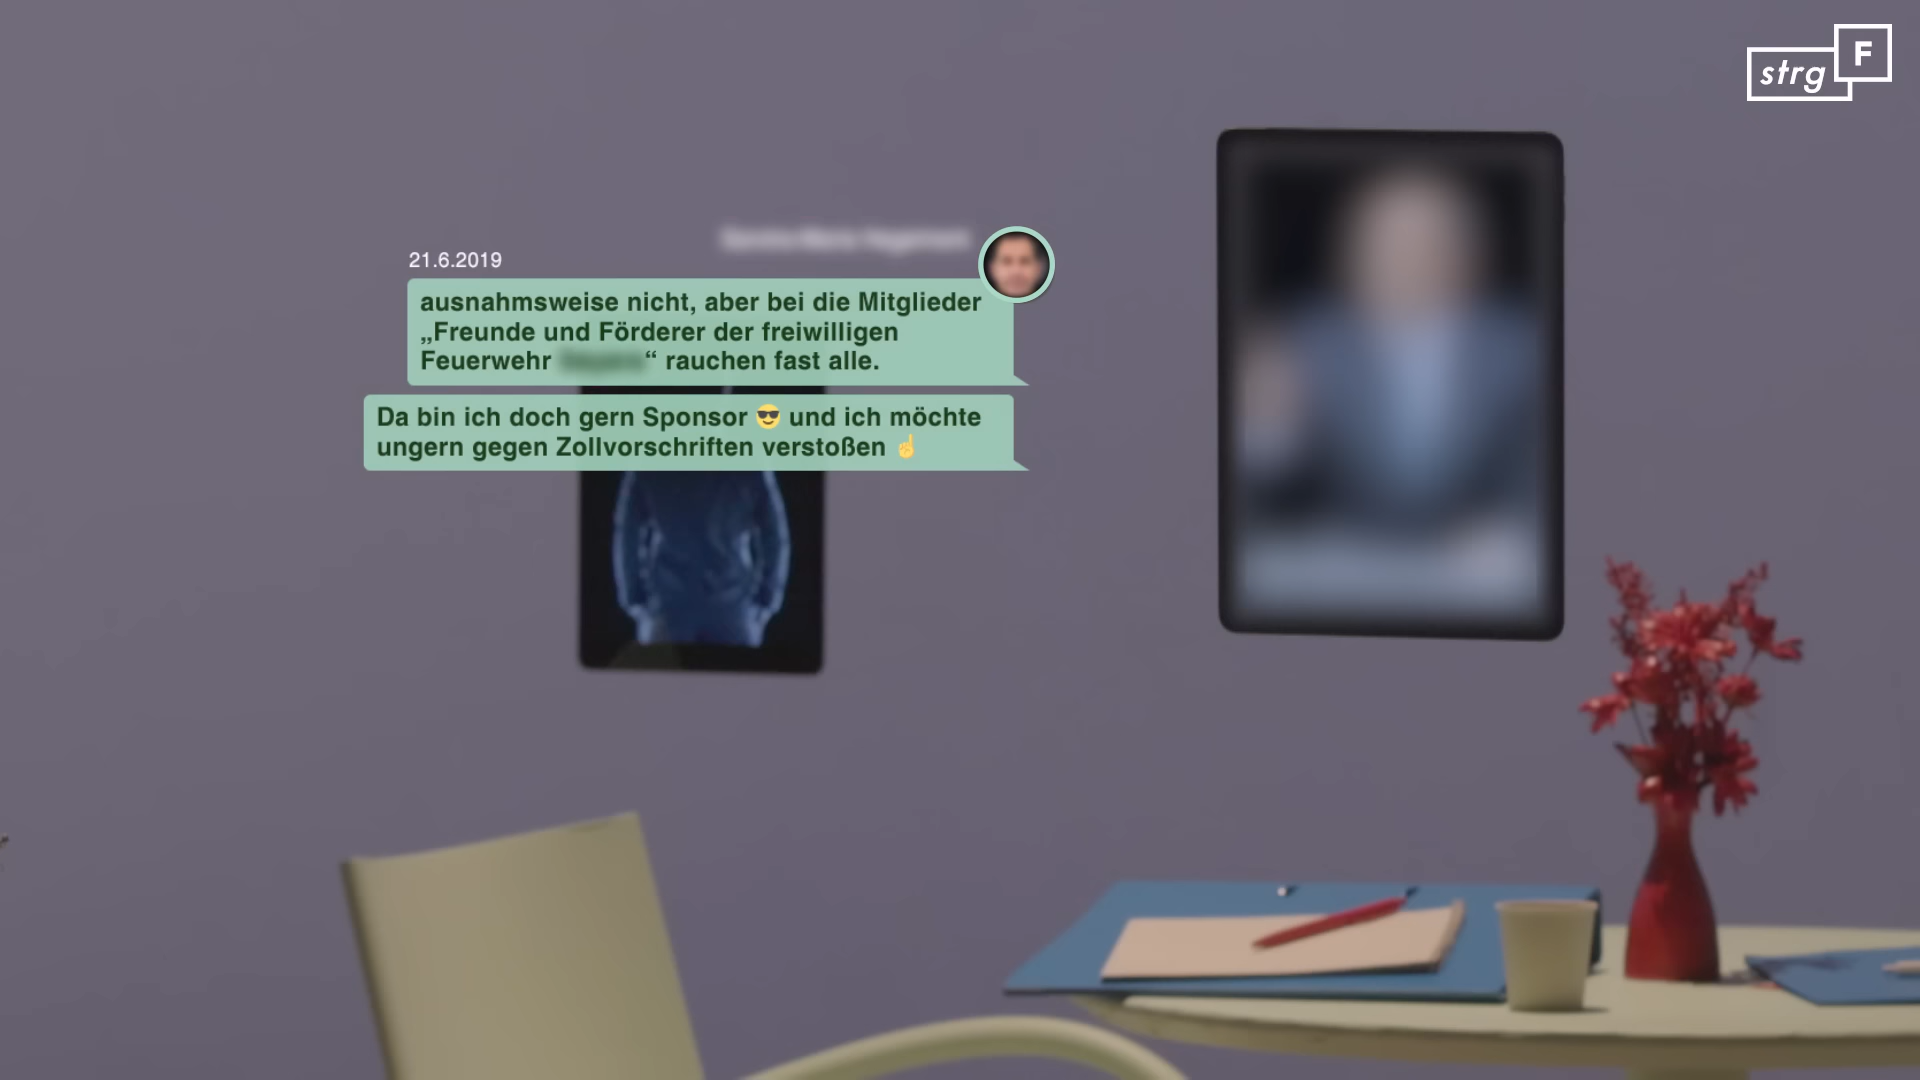 strg F
21.6.2019
ausnahmsweise nicht, aber bei die Mitglieder
„Freunde und Förderer der freiwilligen
Feuerwehr “ rauchen fast alle.
Da bin ich doch gern Sponsor 😎 und ich möchte
ungern gegen Zollvorschriften verstoßen ☝